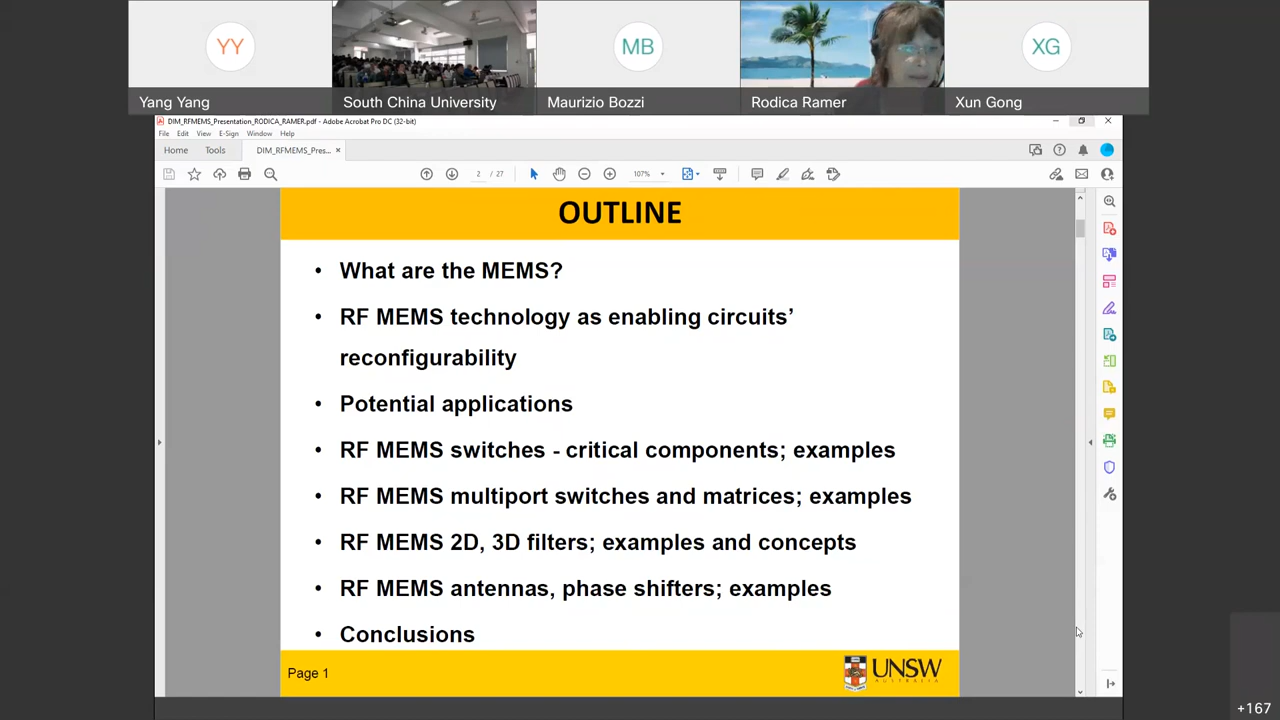 YY
MB
XG
Yang Yang
South China University
Maurizio Bozzi
Rodica Ramer
Xun Gong
DIM_RFMEMS_Presentation_RODICA_RAMER.pdf - Adobe Acrobat Pro DC (32-bit)
File Edit View E-Sign Window Help
Home Tools DIM_RFMEMS_Pres... ×
2 / 27 107%
OUTLINE
• What are the MEMS?
• RF MEMS technology as enabling circuits’
reconfigurability
• Potential applications
• RF MEMS switches - critical components; examples
• RF MEMS multiport switches and matrices; examples
• RF MEMS 2D, 3D filters; examples and concepts
• RF MEMS antennas, phase shifters; examples
• Conclusions
Page 1
UNSW
AUSTRALIA
+167